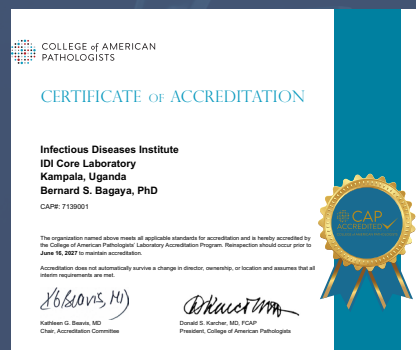 COLLEGE of AMERICAN
PATHOLOGISTS
CERTIFICATE OF ACCREDITATION
Infectious Diseases Institute
IDI Core Laboratory
Kampala, Uganda
Bernard S. Bagaya, PhD
CAP#: 7139001
The organization named above meets all applicable standards for accreditation and is hereby accredited by
the College of American Pathologists' Laboratory Accreditation Program. Reinspection should occur prior to
June 16, 2027 to maintain accreditation.
Accreditation does not automatically survive a change in director, ownership, or location and assumes that all
interim requirements are met.
CAP
ACCREDITED
Kathleen G. Beavis, MD
Chair, Accreditation Committee
Donald S. Karcher, MD, FCAP
President, College of American Pathologists